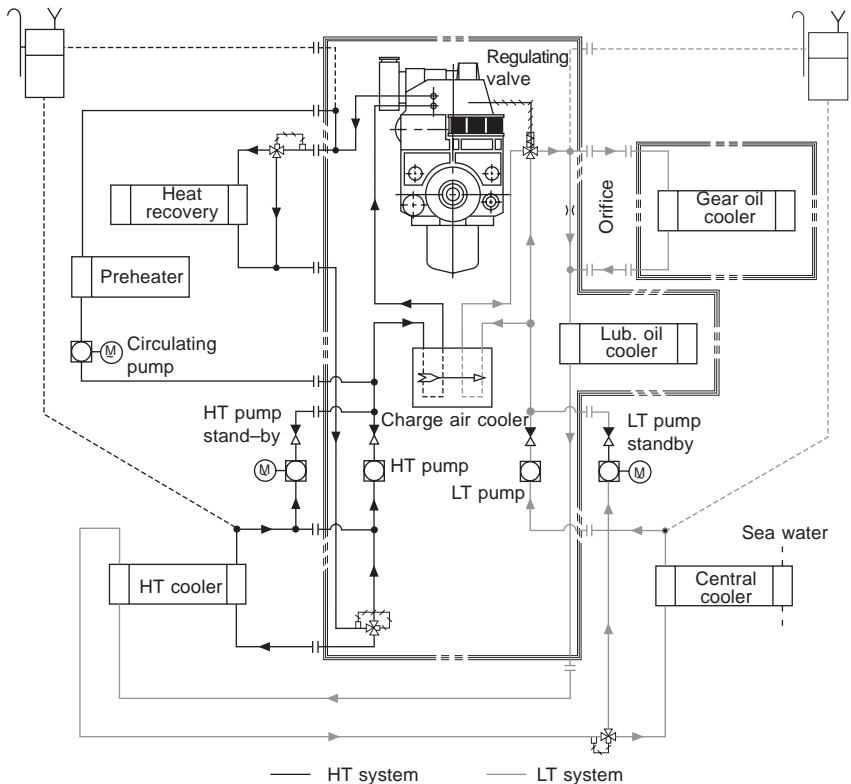 Regulating
valve
Heat
recovery
Orifice
Gear oil
cooler
Preheater
M
Circulating
pump
Lub. oil
cooler
HT pump
stand–by
Charge air cooler
LT pump
standby
M
HT pump
LT pump
M
Sea water
HT cooler
Central
cooler
HT system
LT system